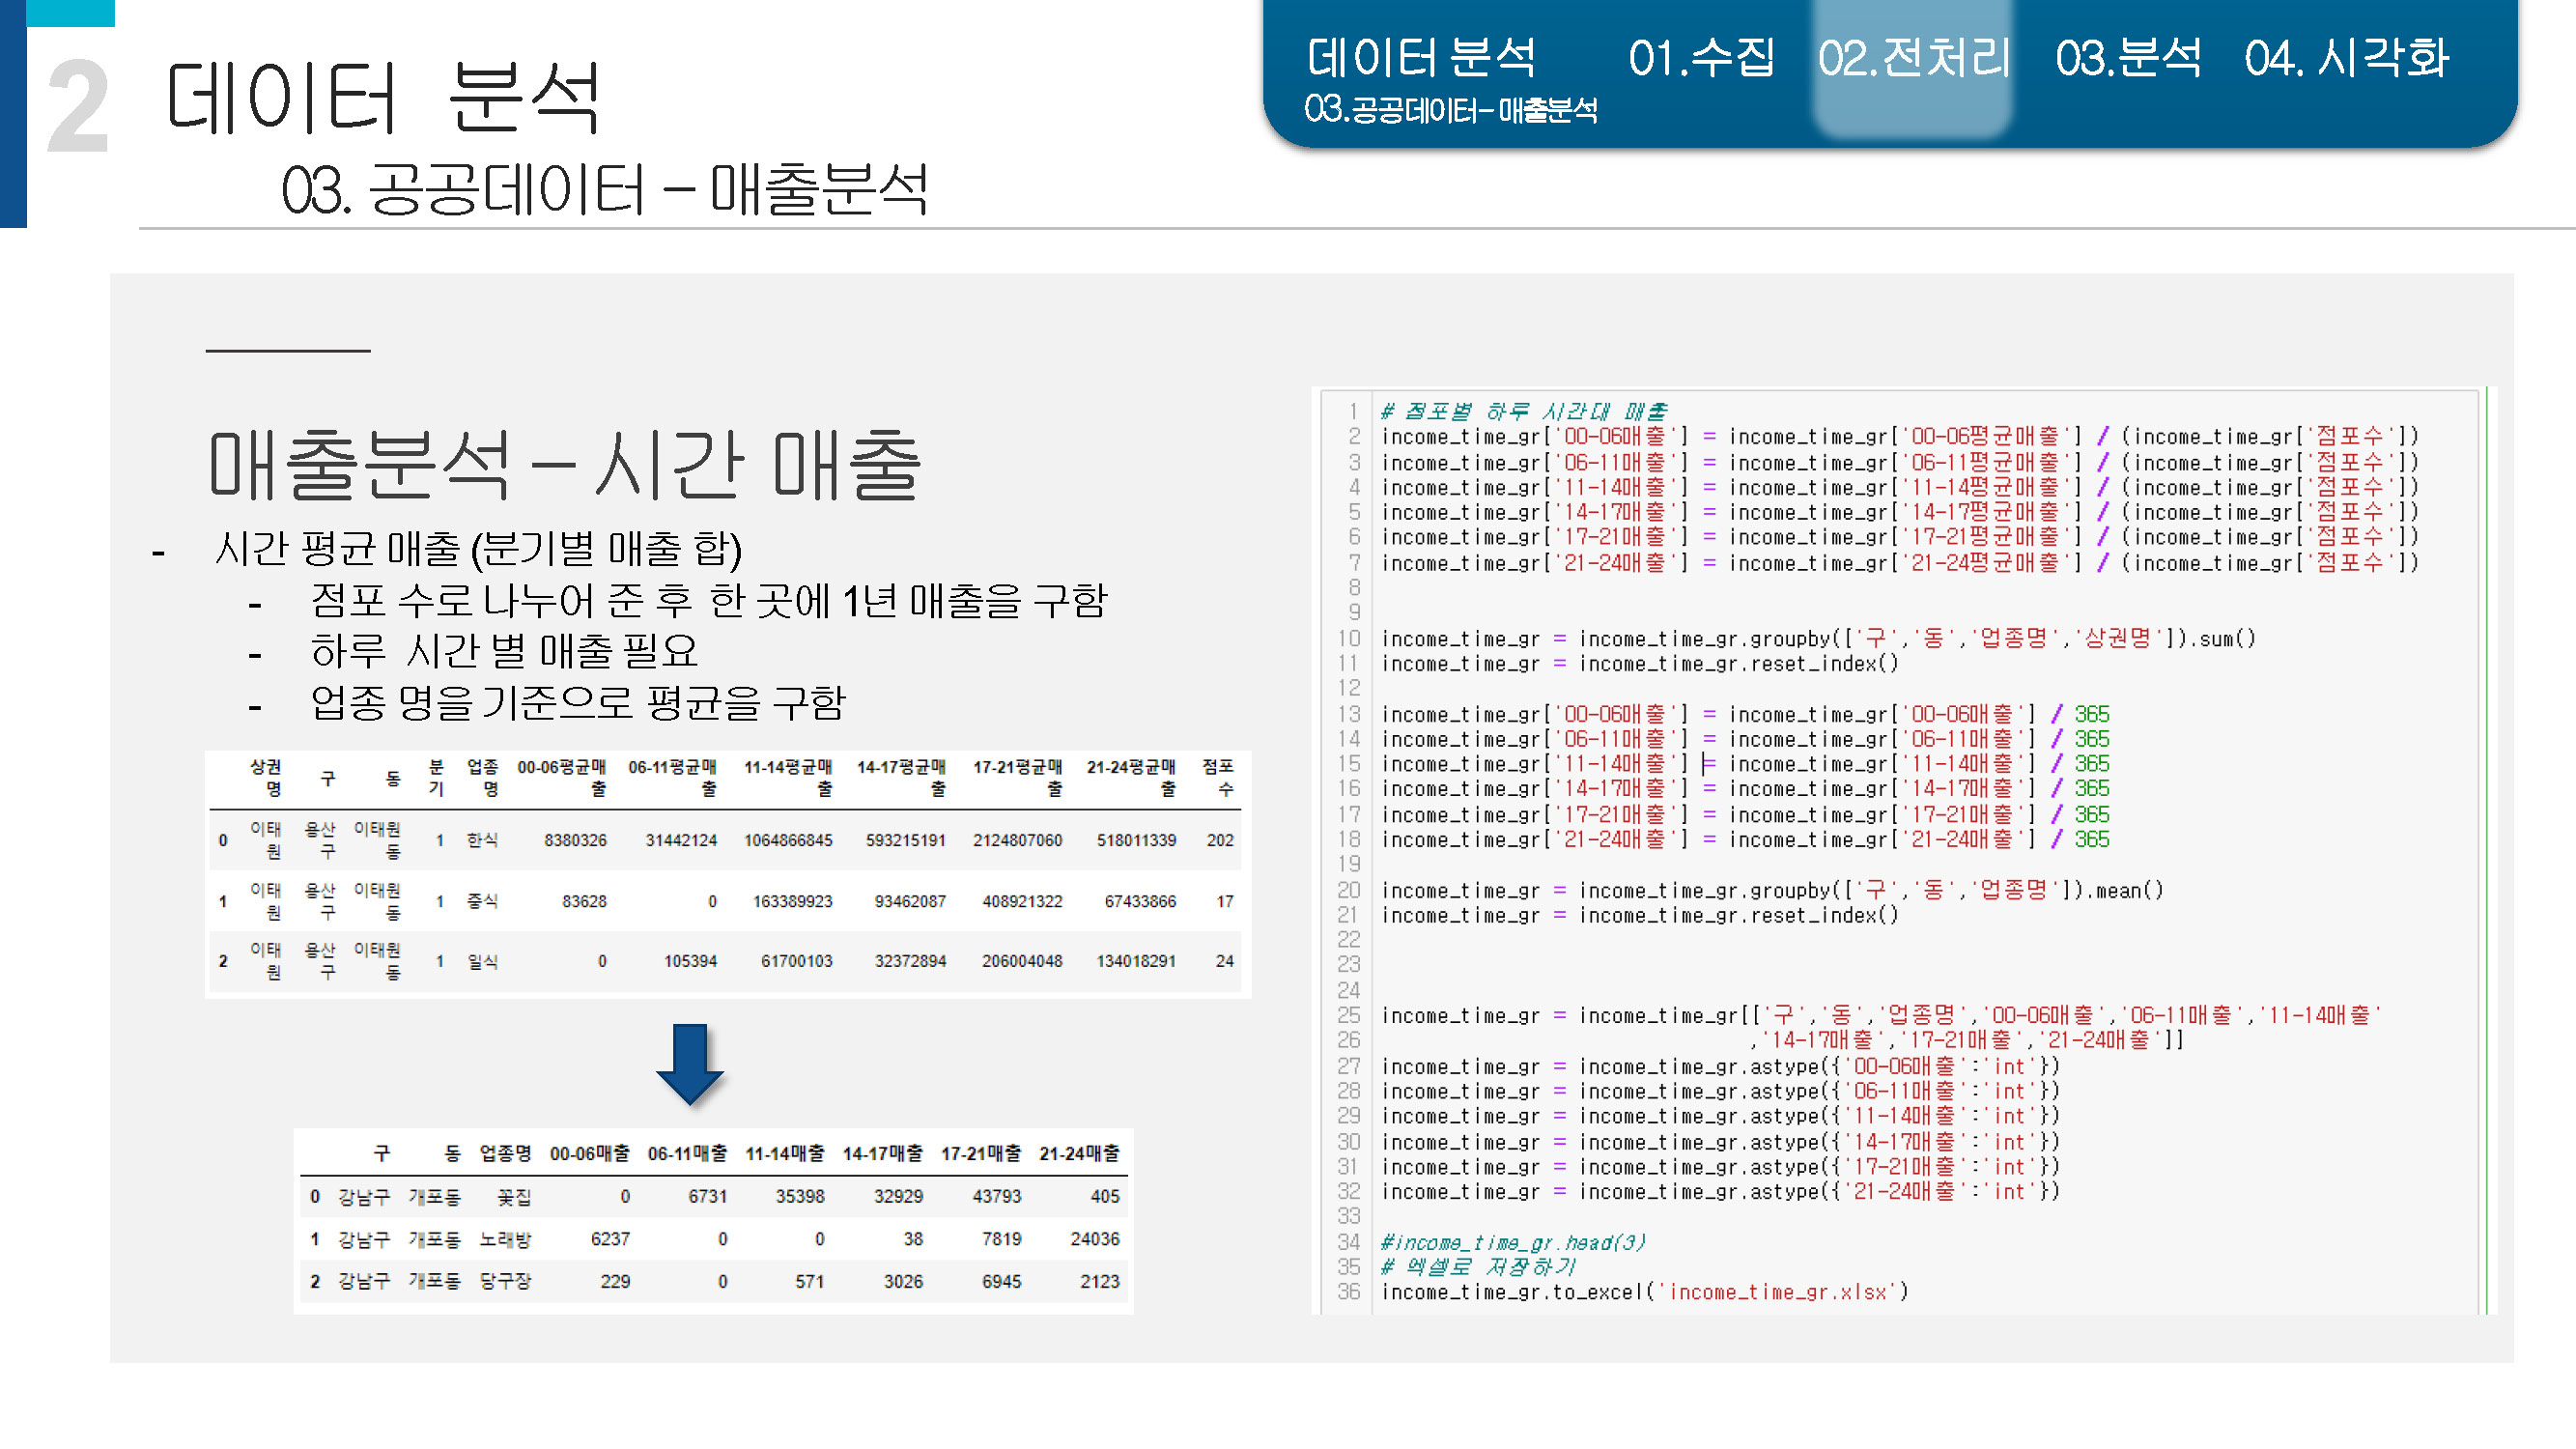 2
데이터 분석
03. 공공데이터 – 매출분석
데이터 분석 01.수집 02.전처리 03.분석 04. 시각화
03.공공데이터– 매출분석
매출분석 – 시간 매출
- 시간 평균 매출 (분기별 매출 합)
- 점포 수로 나누어 준 후 한 곳에 1년 매출을 구함
- 하루 시간 별 매출 필요
- 업종 명을 기준으로 평균을 구함
상권명 구 동 분기 업종명 00-06평균매출 06-11평균매출 11-14평균매출 14-17평균매출 17-21평균매출 21-24평균매출 점포수
0 이태원 용산구 이태원동 1 한식 8380326 31442124 1064866845 593215191 2124807060 518011339 202
1 이태원 용산구 이태원동 1 중식 83628 0 163389923 93462087 408921322 67433866 17
2 이태원 용산구 이태원동 1 일식 0 105394 61700103 32372894 206004048 134018291 24
구 동 업종명 00-06매출 06-11매출 11-14매출 14-17매출 17-21매출 21-24매출
0 강남구 개포동 꽃집 0 6731 35398 32929 43793 405
1 강남구 개포동 노래방 6237 0 0 38 7819 24036
2 강남구 개포동 당구장 229 0 571 3026 6945 2123
1 # 점포별 하루 시간대 매출
2 income_time_gr['00-06매출'] = income_time_gr['00-06평균매출'] / (income_time_gr['점포수'])
3 income_time_gr['06-11매출'] = income_time_gr['06-11평균매출'] / (income_time_gr['점포수'])
4 income_time_gr['11-14매출'] = income_time_gr['11-14평균매출'] / (income_time_gr['점포수'])
5 income_time_gr['14-17매출'] = income_time_gr['14-17평균매출'] / (income_time_gr['점포수'])
6 income_time_gr['17-21매출'] = income_time_gr['17-21평균매출'] / (income_time_gr['점포수'])
7 income_time_gr['21-24매출'] = income_time_gr['21-24평균매출'] / (income_time_gr['점포수'])
8
9
10 income_time_gr = income_time_gr.groupby(['구','동','업종명','상권명']).sum()
11 income_time_gr = income_time_gr.reset_index()
12
13 income_time_gr['00-06매출'] = income_time_gr['00-06매출'] / 365
14 income_time_gr['06-11매출'] = income_time_gr['06-11매출'] / 365
15 income_time_gr['11-14매출'] = income_time_gr['11-14매출'] / 365
16 income_time_gr['14-17매출'] = income_time_gr['14-17매출'] / 365
17 income_time_gr['17-21매출'] = income_time_gr['17-21매출'] / 365
18 income_time_gr['21-24매출'] = income_time_gr['21-24매출'] / 365
19
20 income_time_gr = income_time_gr.groupby(['구','동','업종명']).mean()
21 income_time_gr = income_time_gr.reset_index()
22
23
24
25 income_time_gr = income_time_gr[['구','동','업종명','00-06매출','06-11매출','11-14매출'
26 ,'14-17매출','17-21매출','21-24매출']]
27 income_time_gr = income_time_gr.astype({'00-06매출':'int'})
28 income_time_gr = income_time_gr.astype({'06-11매출':'int'})
29 income_time_gr = income_time_gr.astype({'11-14매출':'int'})
30 income_time_gr = income_time_gr.astype({'14-17매출':'int'})
31 income_time_gr = income_time_gr.astype({'17-21매출':'int'})
32 income_time_gr = income_time_gr.astype({'21-24매출':'int'})
33
34 #income_time_gr.head(3)
35 # 엑셀로 저장하기
36 income_time_gr.to_excel('income_time_gr.xlsx')